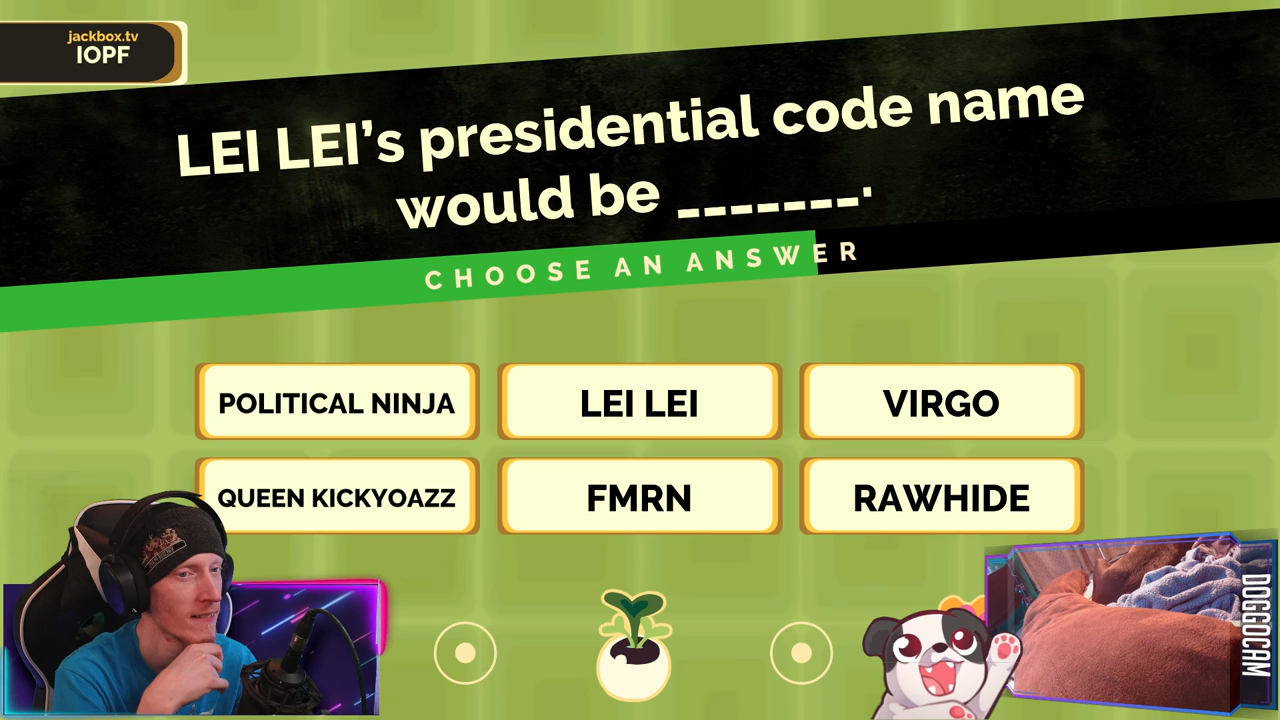 jackbox.tv
IOPF
LEI LEI’s presidential code name
would be _______.
CHOOSE AN ANSWER
POLITICAL NINJA
LEI LEI
VIRGO
QUEEN KICKYOAZZ
FMRN
RAWHIDE
DOGGOCAM